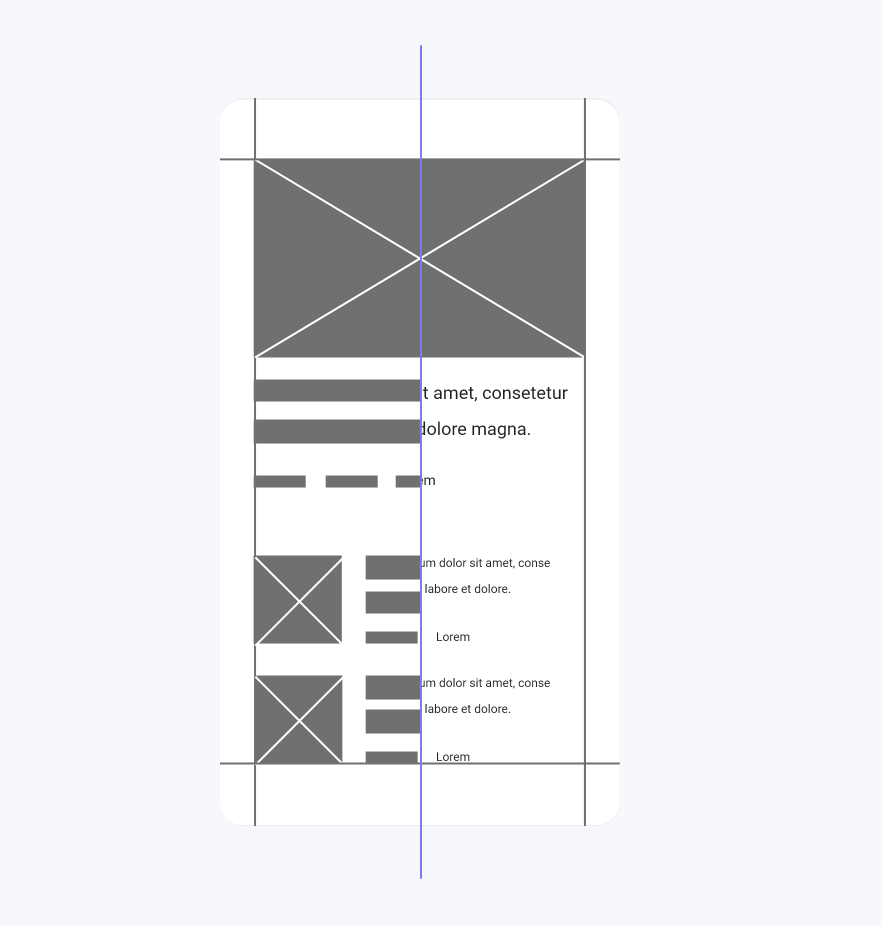 t amet, consetetur
dolore magna.
em
um dolor sit amet, conse
labore et dolore.
Lorem
um dolor sit amet, conse
labore et dolore.
Lorem